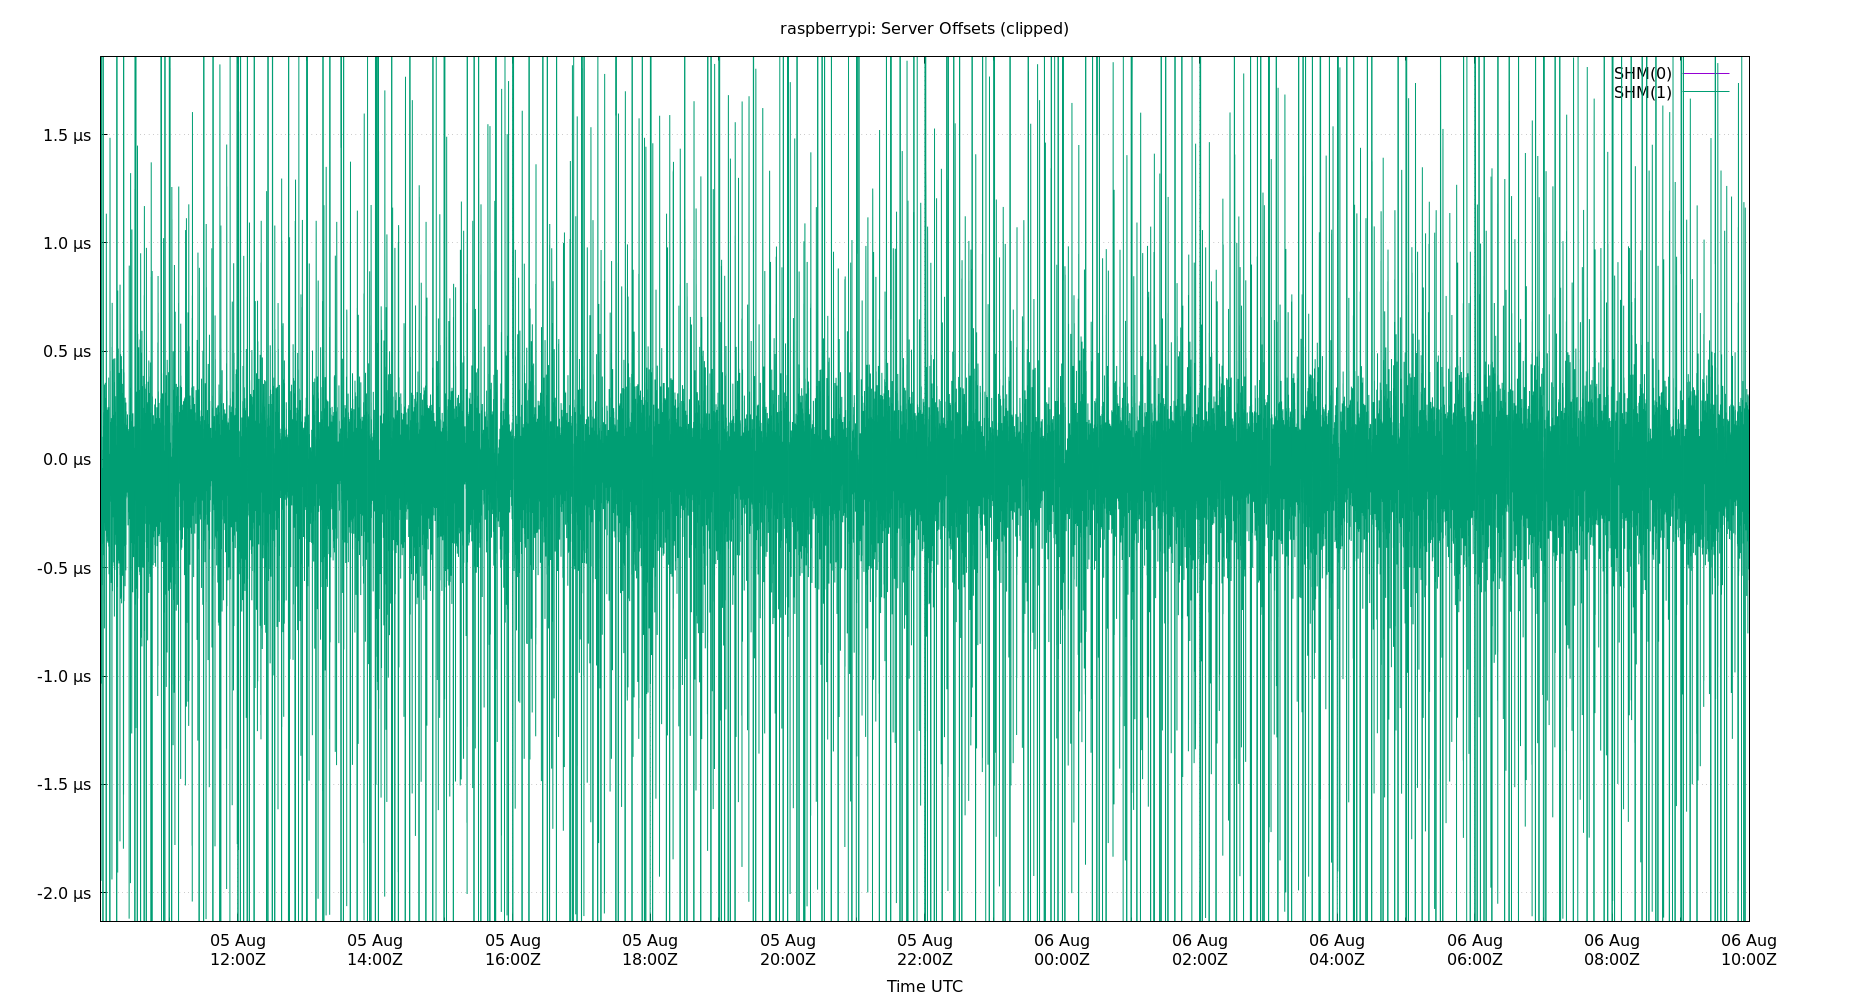 raspberrypi: Server Offsets (clipped)
SHM(0)
SHM(1)
1.5 µs
1.0 µs
0.5 µs
0.0 µs
-0.5 µs
-1.0 µs
-1.5 µs
-2.0 µs
05 Aug 05 Aug 05 Aug 05 Aug 05 Aug 05 Aug 06 Aug 06 Aug 06 Aug 06 Aug 06 Aug 06 Aug
12:00Z 14:00Z 16:00Z 18:00Z 20:00Z 22:00Z 00:00Z 02:00Z 04:00Z 06:00Z 08:00Z 10:00Z
Time UTC